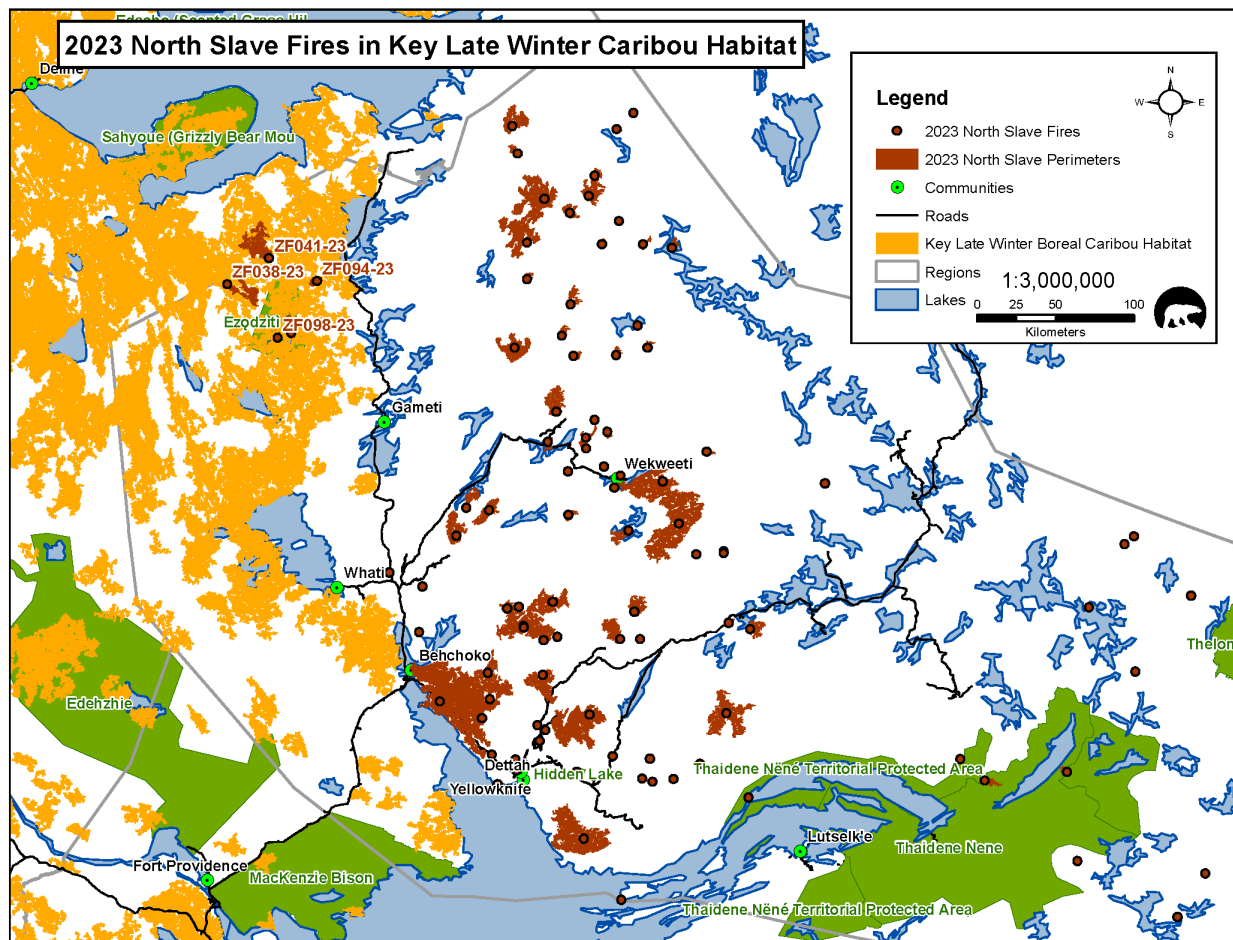 2023 North Slave Fires in Key Late Winter Caribou Habitat
Deline
Sahyoue (Grizzly Bear Mou
ZF041-23
ZF038-23
ZF094-23
Ezǫdzìtì
ZF098-23
Gameti
Wekweeti
Whati
Behchoko
Edehzhie
Dettah
Hidden Lake
Yellowknife
Thaidene Nëné Territorial Protected Area
Lutselk'e
Thaidene Nene
Fort Providence
MacKenzie Bison
Thaidene Nëné Territorial Protected Area
Thelon
Legend
N
W
E
S
2023 North Slave Fires
2023 North Slave Perimeters
Communities
Roads
Key Late Winter Boreal Caribou Habitat
Regions
1:3,000,000
Lakes
0 25 50 100
Kilometers